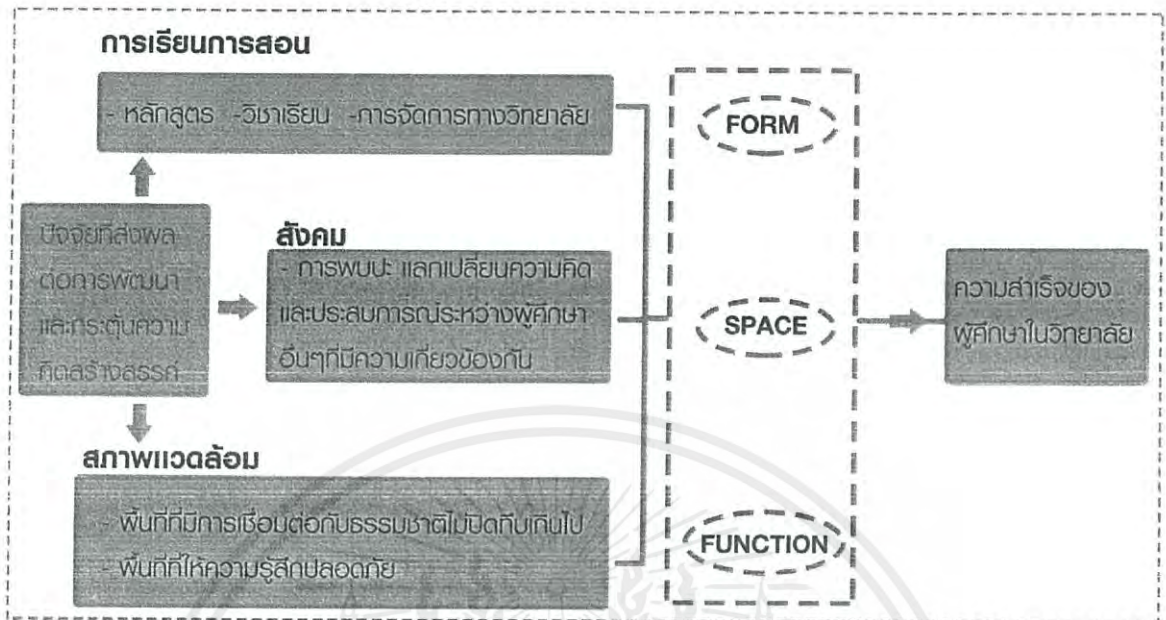 การเรียนการสอน
- หลักสูตร -วิชาเรียน -การจัดการทางวิทยาลัย
ปัจจัยที่ส่งผล
ต่อการพัฒนา
และกระตุ้นความ
คิดสร้างสรรค์
สังคม
- การพบปะ แลกเปลี่ยนความคิด
และประสบการณ์ระหว่างผู้ศึกษา
อื่นๆที่มีความเกี่ยวข้องกัน
สภาพแวดล้อม
- พื้นที่ที่มีการเชื่อมต่อกับธรรมชาติไม่ปิดทึบเกินไป
- พื้นที่ที่ให้ความรู้สึกปลอดภัย
FORM
SPACE
FUNCTION
ความสำเร็จของ
ผู้ศึกษาในวิทยาลัย